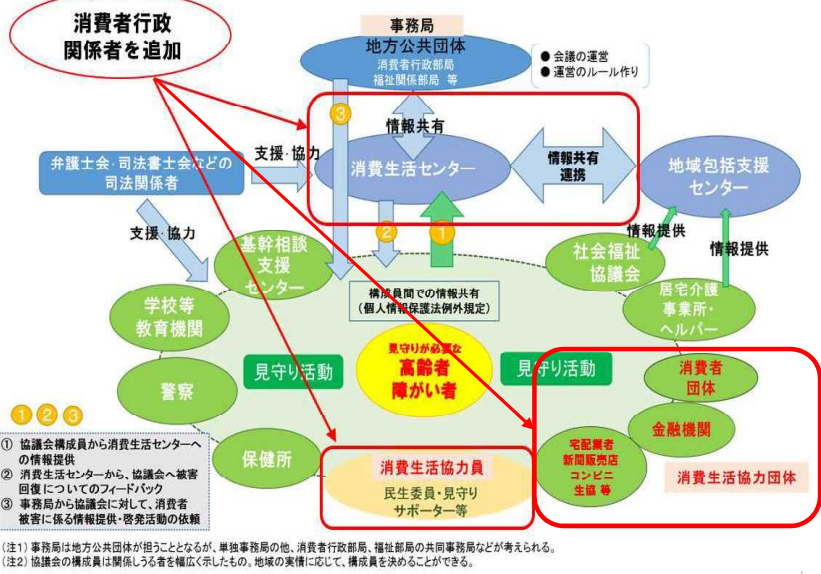 消費者行政
関係者を追加
事務局
地方公共団体
消費者行政部局
福祉関係部局 等
● 会議の運営
● 運営のルール作り
③
情報共有
弁護士会・司法書士会などの
司法関係者
支援・協力
消費生活センター
情報共有
連携
地域包括支援
センター
②
①
支援・協力
基幹相談
支援
センター
社会福祉
協議会
情報提供
情報提供
構成員間での情報共有
(個人情報保護法例外規定)
学校等
教育機関
居宅介護
事業所・
ヘルパー
見守りが必要な
高齢者
障がい者
見守り活動
見守り活動
警察
消費者
団体
金融機関
① ② ③
① 協議会構成員から消費生活センターへ
の情報提供
② 消費生活センターから、協議会へ被害
回復についてのフィードバック
③ 事務局から協議会に対して、消費者
被害に係る情報提供・啓発活動の依頼
保健所
消費生活協力員
民生委員・見守り
サポーター等
宅配業者
新聞販売店
コンビニ
生協 等
消費生活協力団体
(注1) 事務局は地方公共団体が担うこととなるが、単独事務局の他、消費者行政部局、福祉部局の共同事務局などが考えられる。
(注2) 協議会の構成員は関係しうる者を幅広く示したもの。地域の実情に応じて、構成員を決めることができる。